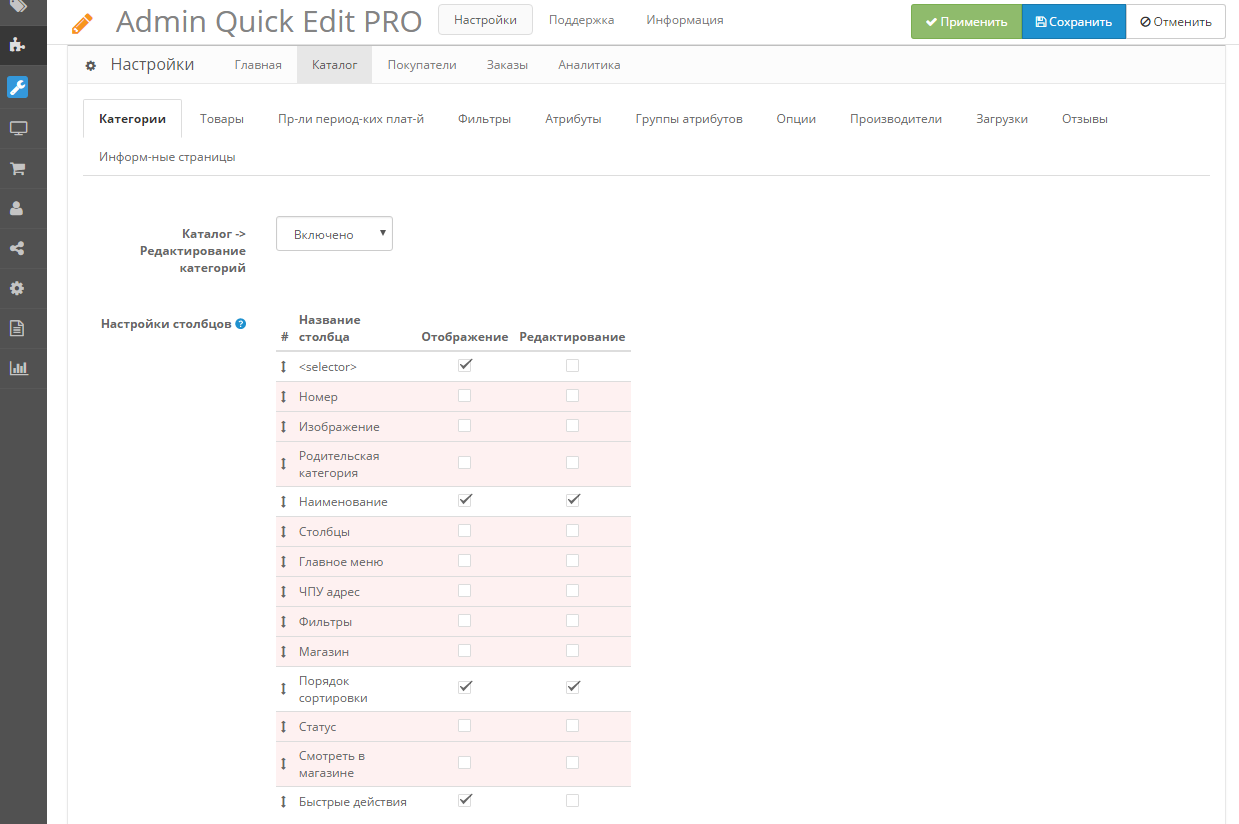 Admin Quick Edit PRO Настройки Поддержка Информация Применить Сохранить Отменить
Настройки Главная Каталог Покупатели Заказы Аналитика
Категории Товары Пр-ли период-ких плат-й Фильтры Атрибуты Группы атрибутов Опции Производители Загрузки Отзывы
Информ-ные страницы
Каталог ->
Редактирование
категорий
Включено
Настройки столбцов ?
# Название
столбца Отображение Редактирование
<selector>
Номер
Изображение
Родительская
категория
Наименование
Столбцы
Главное меню
ЧПУ адрес
Фильтры
Магазин
Порядок
сортировки
Статус
Смотреть в
магазине
Быстрые действия